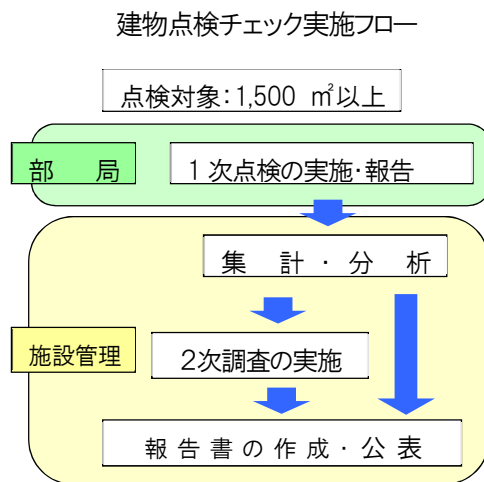 建物点検チェック実施フロー
点検対象：1,500 ㎡以上
部　局
1次点検の実施・報告
集 計 ・ 分 析
施設管理
2次調査の実施
報 告 書 の 作 成 ・ 公 表